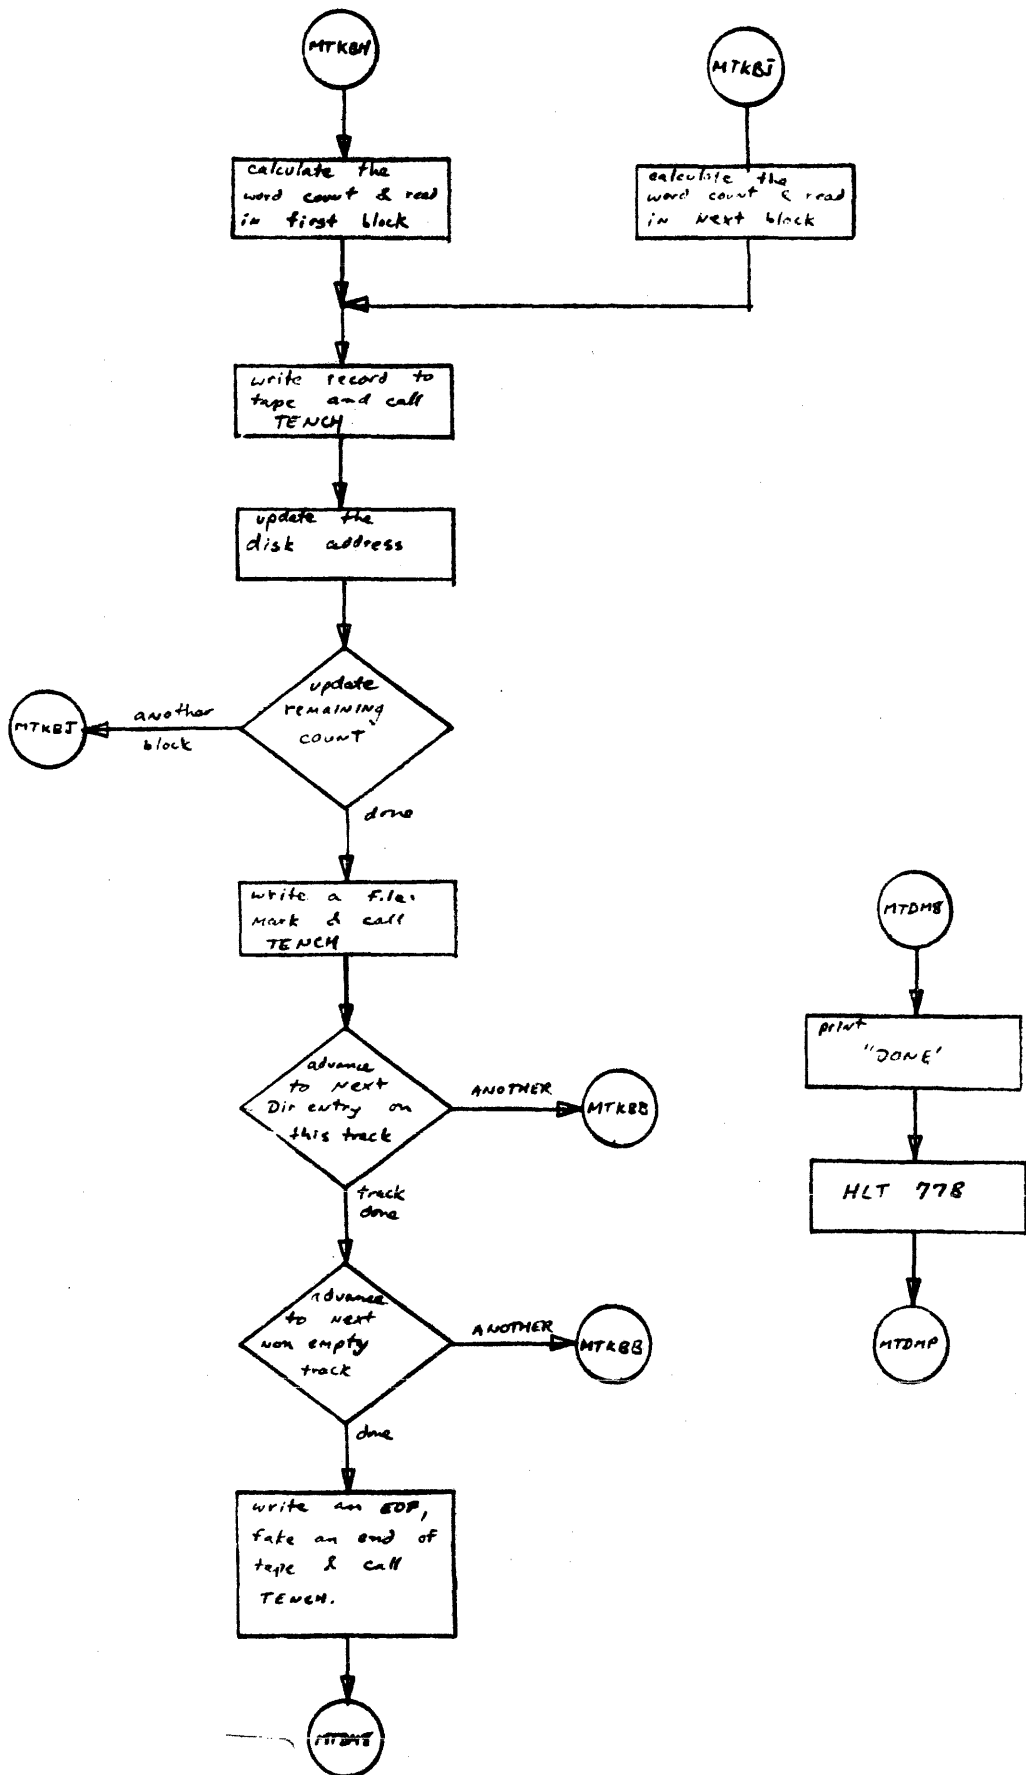 MTKBH
calculate the
word count & read
in first block
MTKBJ
calculate the
word count & read
in Next block
write record to
tape and call
TENCH
update the
disk address
update
remaining
count
another
block
MTKBJ
done
write a File.
Mark & call
TENCH
advance
to Next
Dir entry on
this track
ANOTHER
MTKBB
track
done
advance
to next
non empty
track
ANOTHER
MTKBB
done
write an EOF,
fake an end of
tape & call
TENCH.
MTDM8
MTDM8
print
"DONE'
HLT 77B
MTDMP